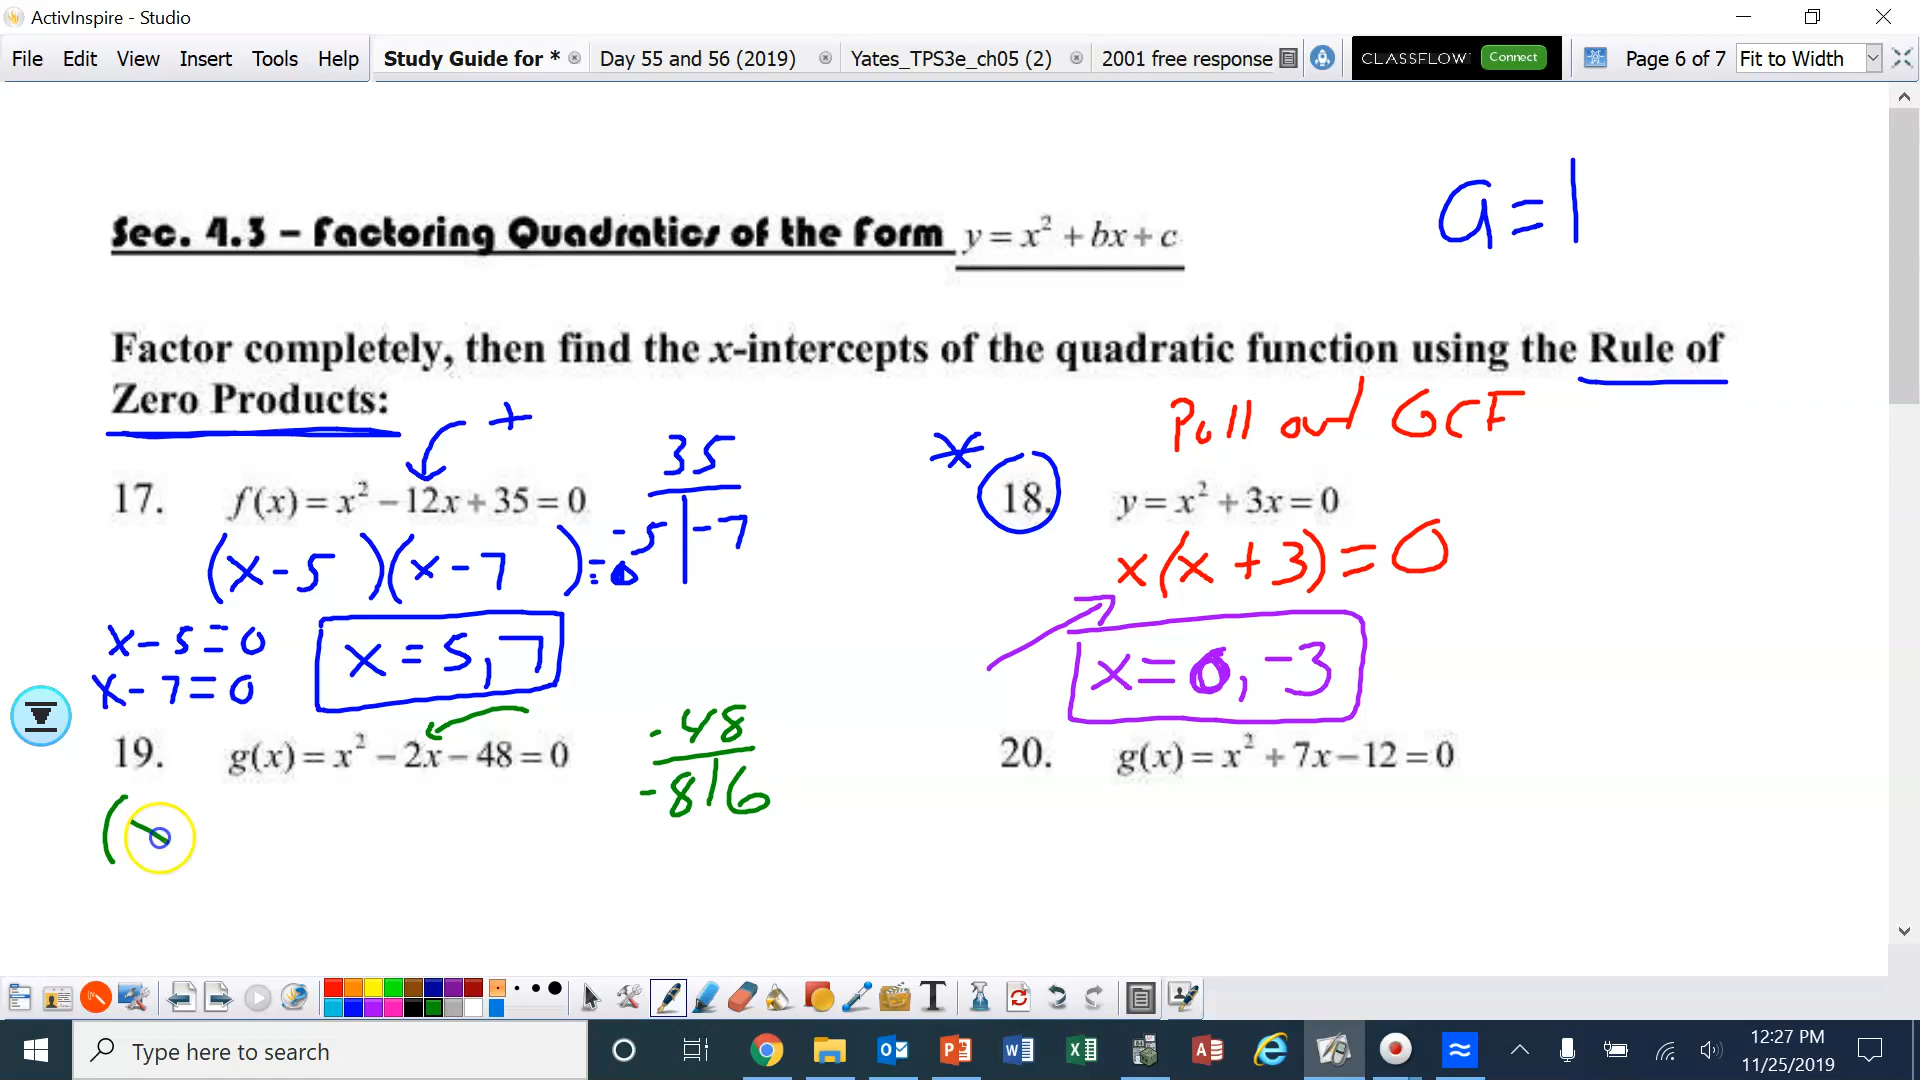 ActivInspire - Studio
File Edit View Insert Tools Help Study Guide for * Day 55 and 56 (2019) Yates_TPS3e_ch05 (2) 2001 free response CLASSFLOW Connect Page 6 of 7 Fit to Width
a=1
Sec. 4.3 – Factoring Quadratics of the Form y = x² + bx + c
Factor completely, then find the x-intercepts of the quadratic function using the Rule of
Zero Products:
+
Pull out GCF
35
-5 | -7
17. f(x) = x² − 12x + 35 = 0
(x - 5)(x - 7) = 0
x - 5 = 0
x - 7 = 0
x = 5, 7
* 18. y = x² + 3x = 0
x(x + 3) = 0
x = 0, -3
-48
-8 | 6
19. g(x) = x² − 2x − 48 = 0
(
20. g(x) = x² + 7x − 12 = 0
Type here to search
12:27 PM
11/25/2019